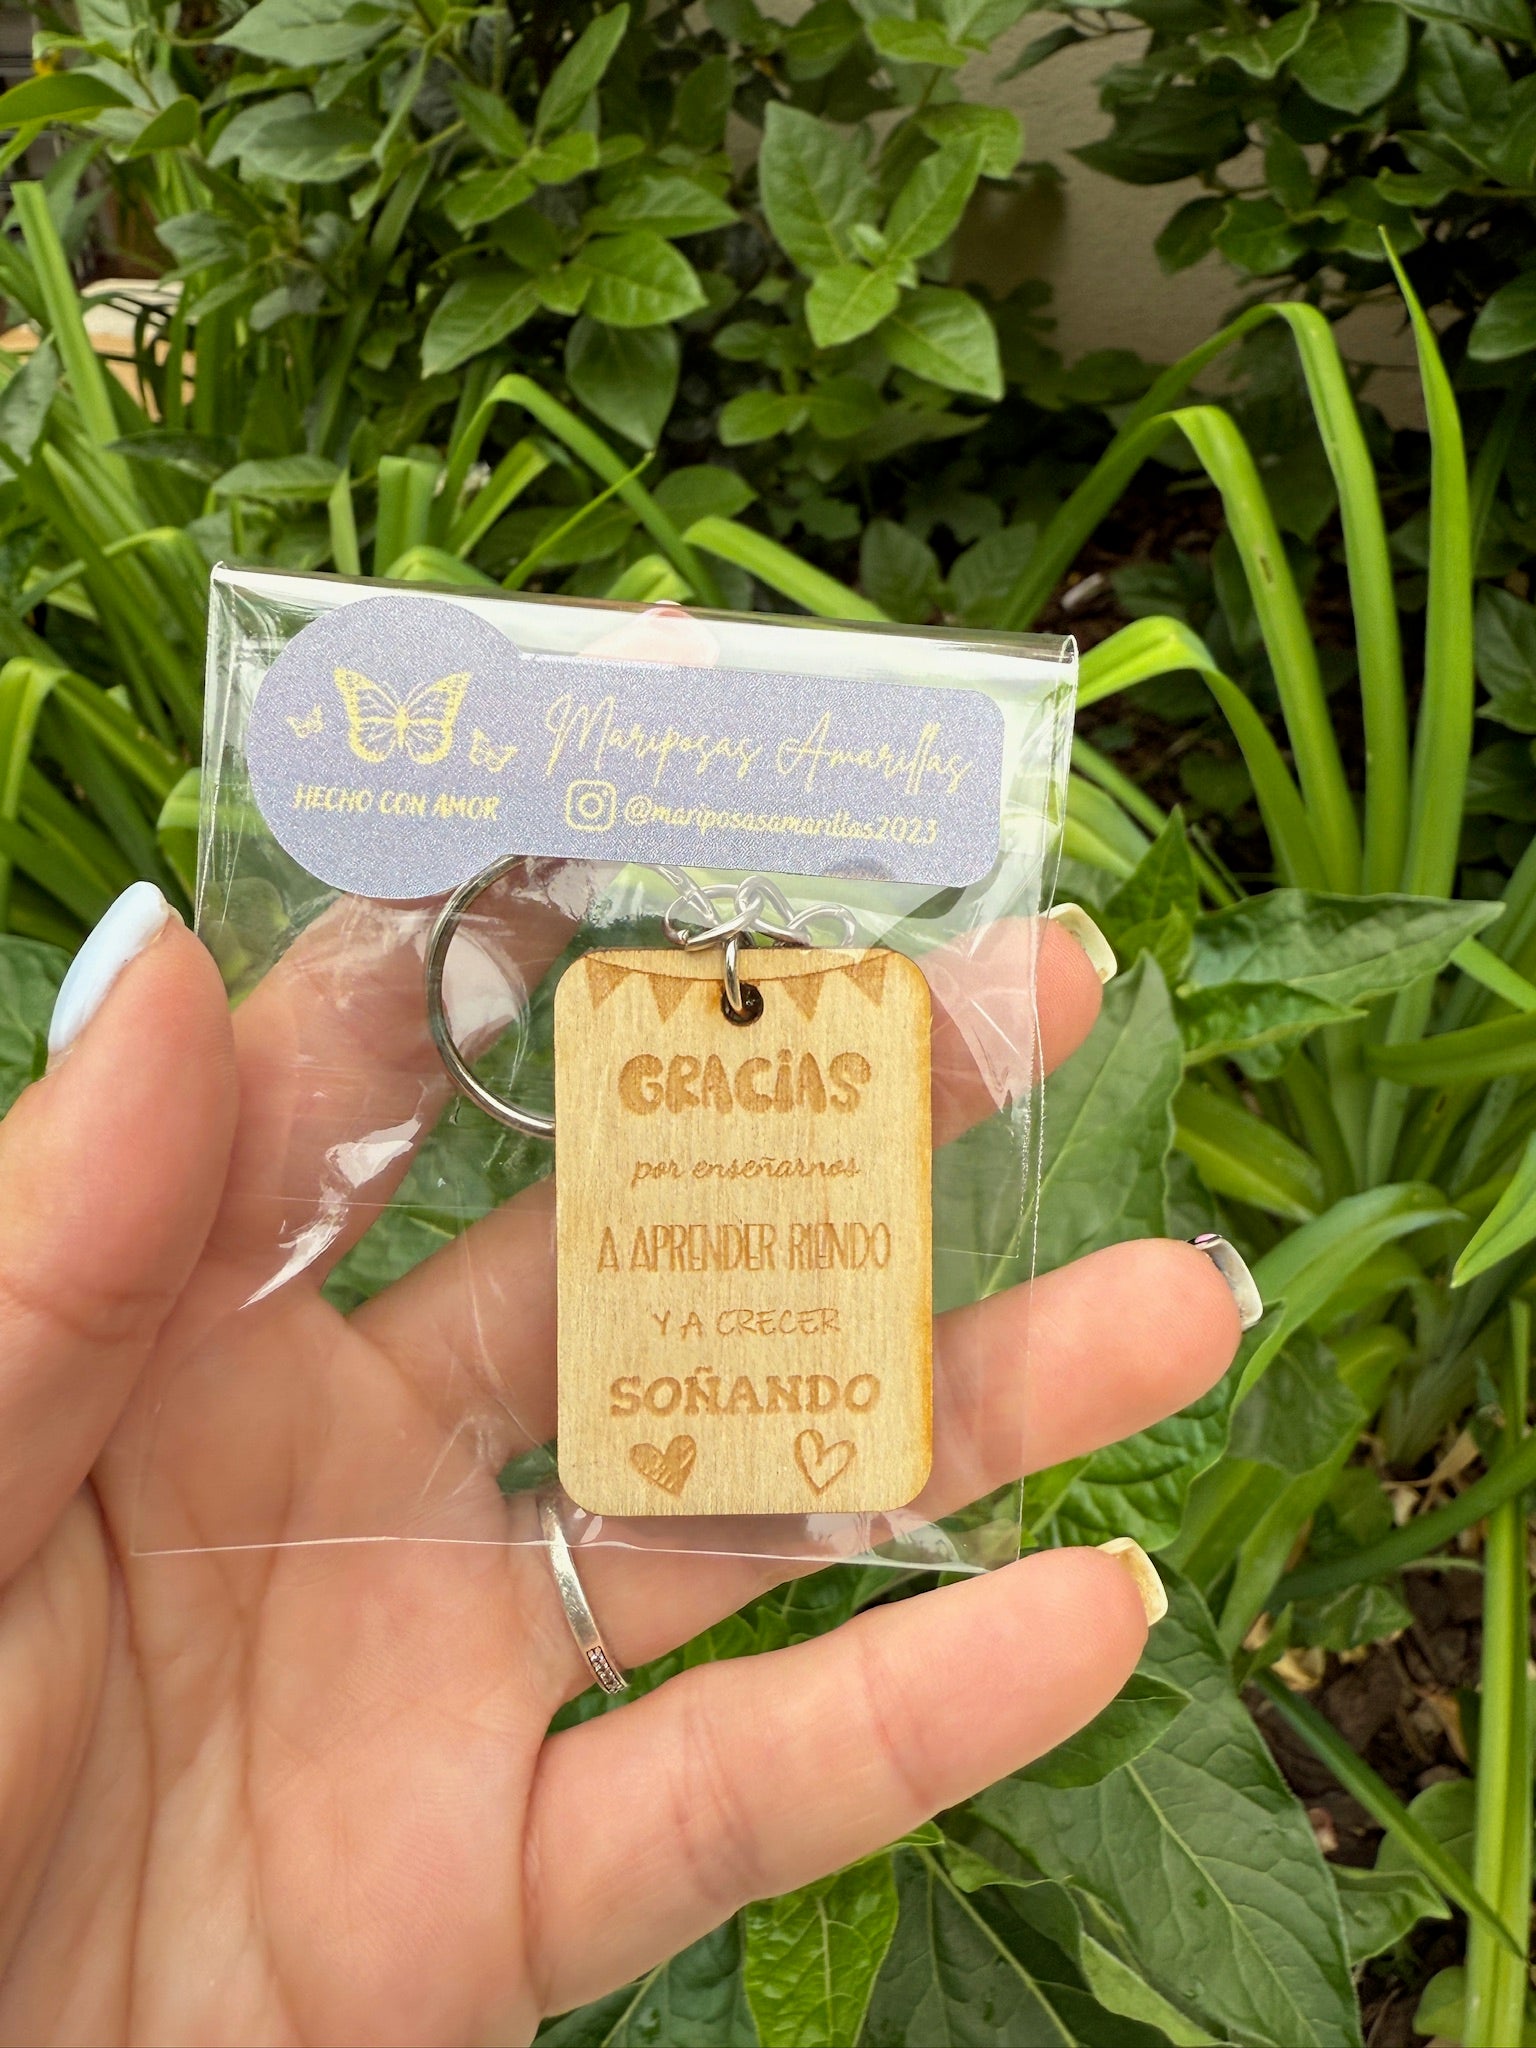 Mariposas Amarillas
HECHO CON AMOR
@mariposasamarillas2023
GRACiAS
por enseñarnos
A APRENDER RIENDO
Y A CRECER
SOÑANDO